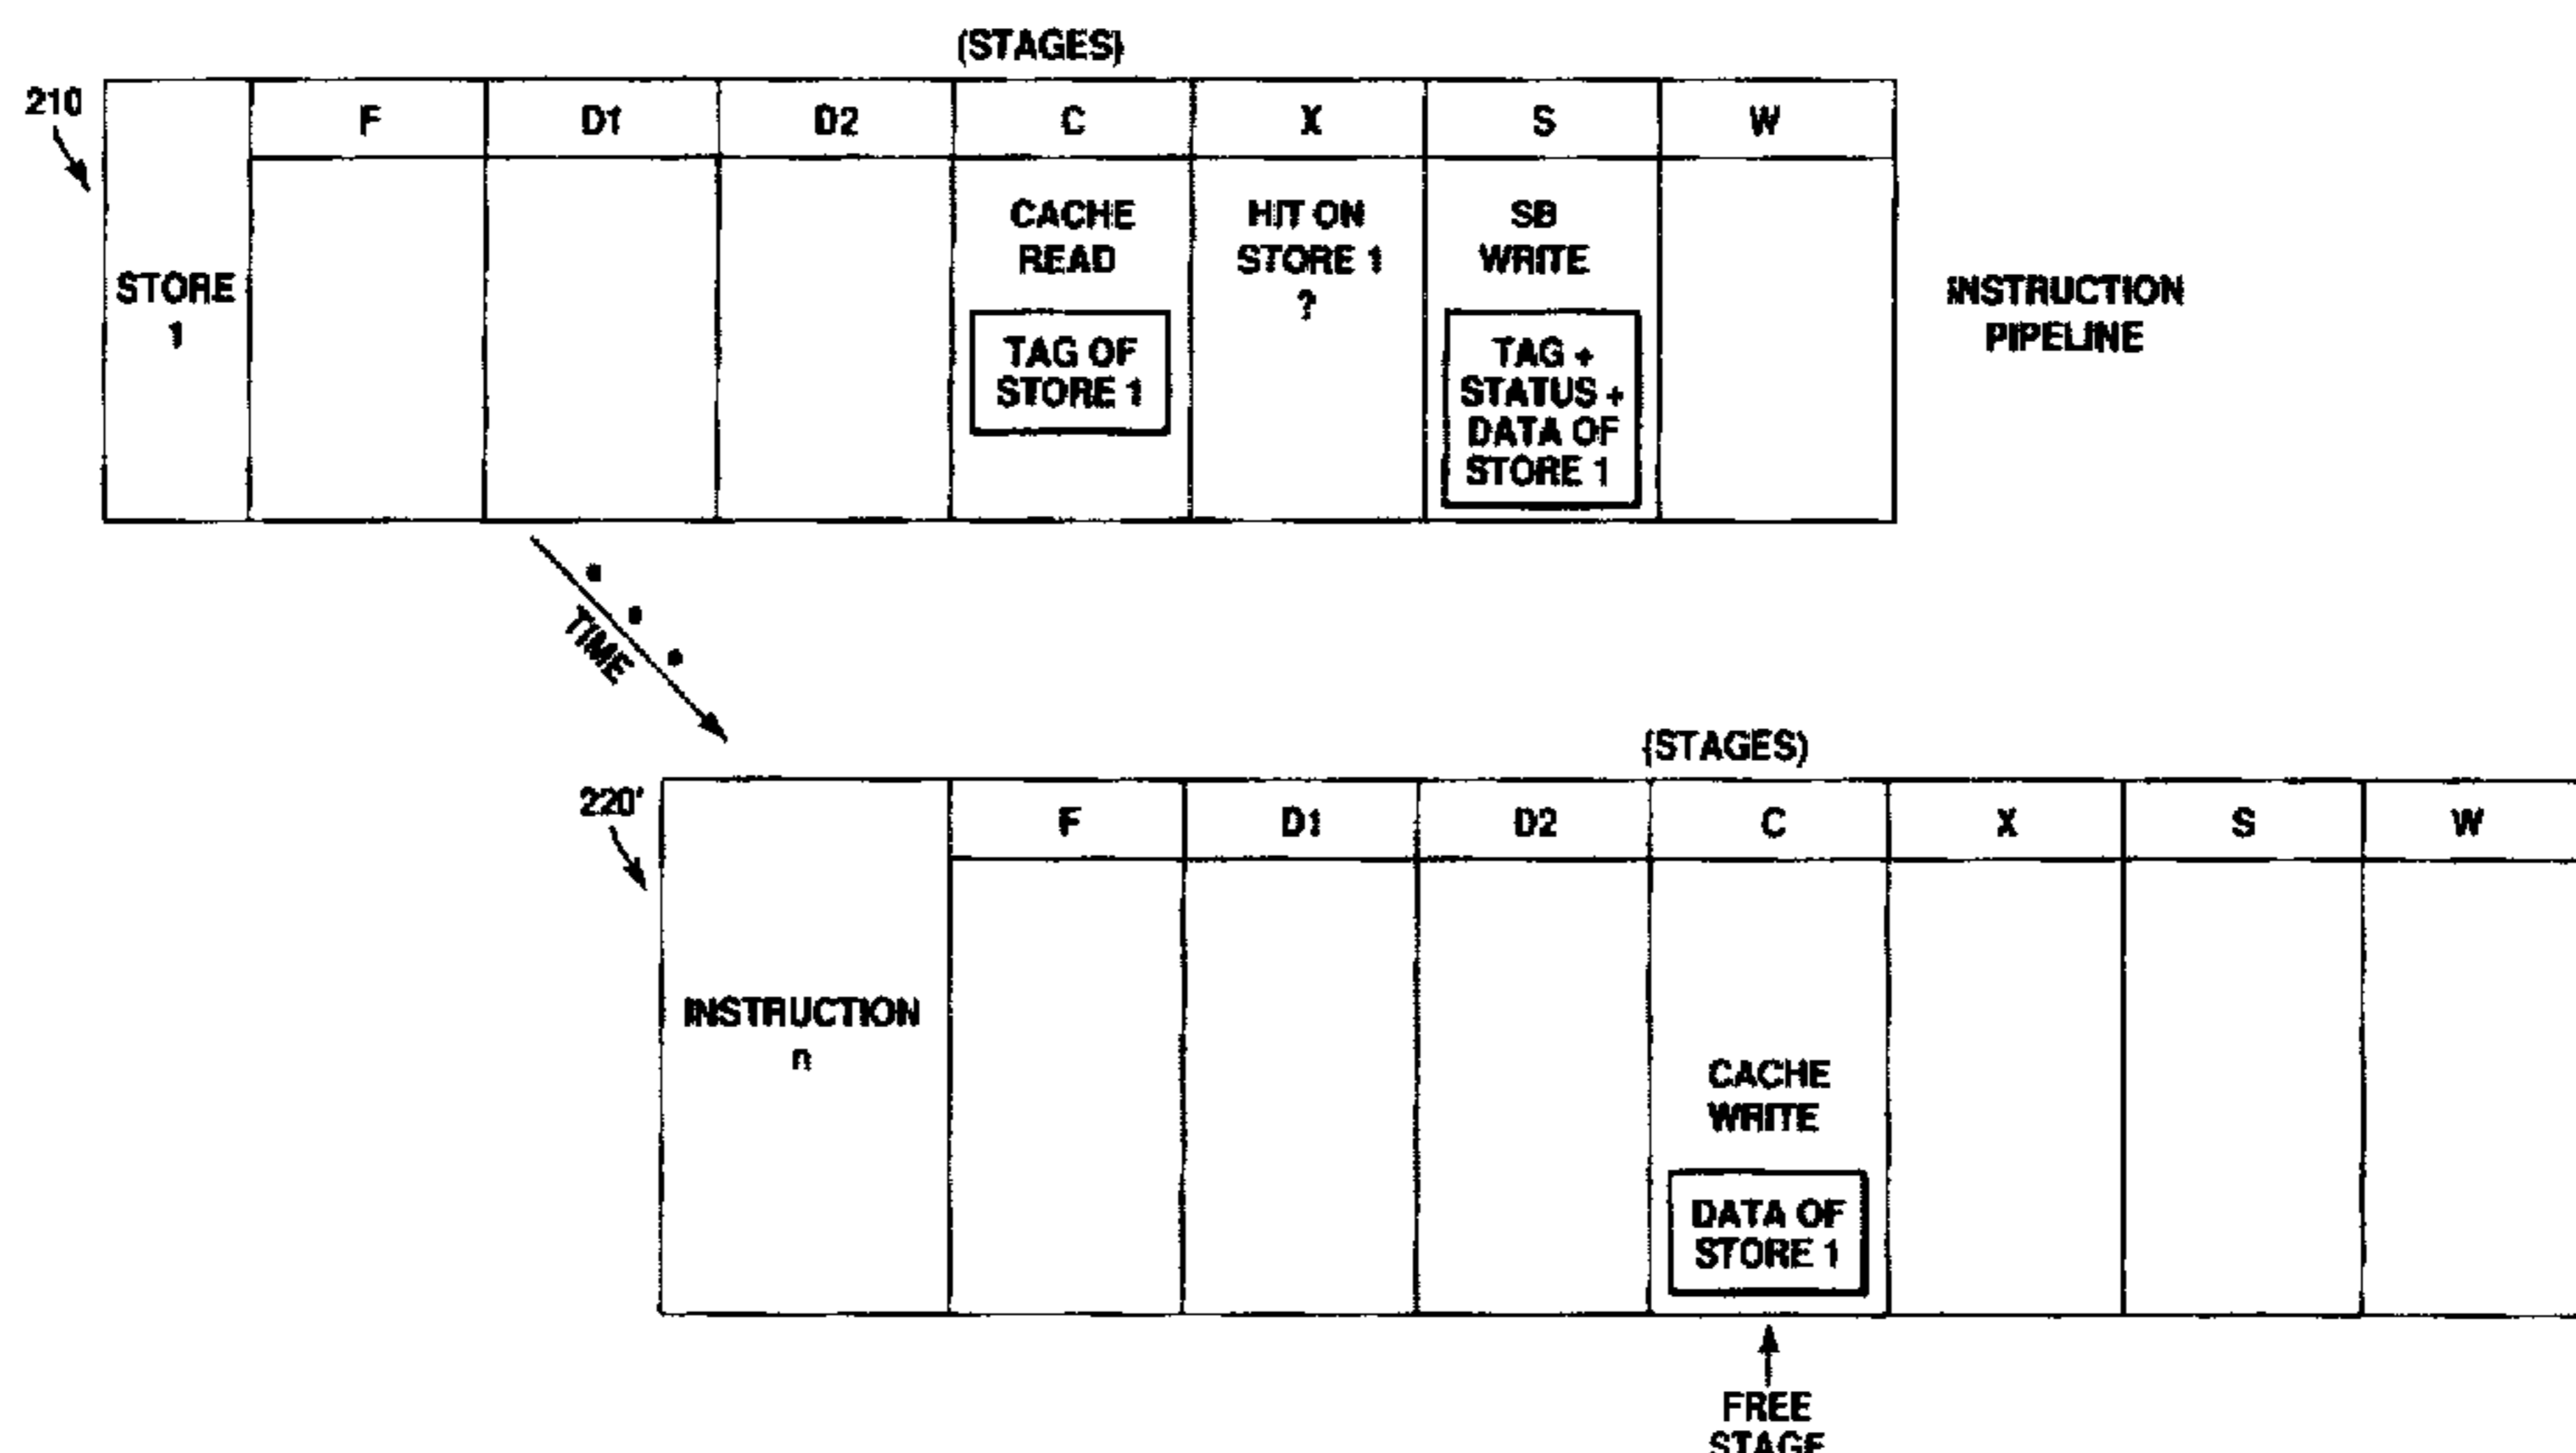 (STAGES)
210
F D1 D2 C X S W
STORE
1
CACHE
READ
TAG OF
STORE 1
HIT ON
STORE 1
?
SB
WRITE
TAG +
STATUS +
DATA OF
STORE 1
INSTRUCTION
PIPELINE
TIME
(STAGES)
220'
F D1 D2 C X S W
INSTRUCTION
n
CACHE
WRITE
DATA OF
STORE 1
FREE
STAGE